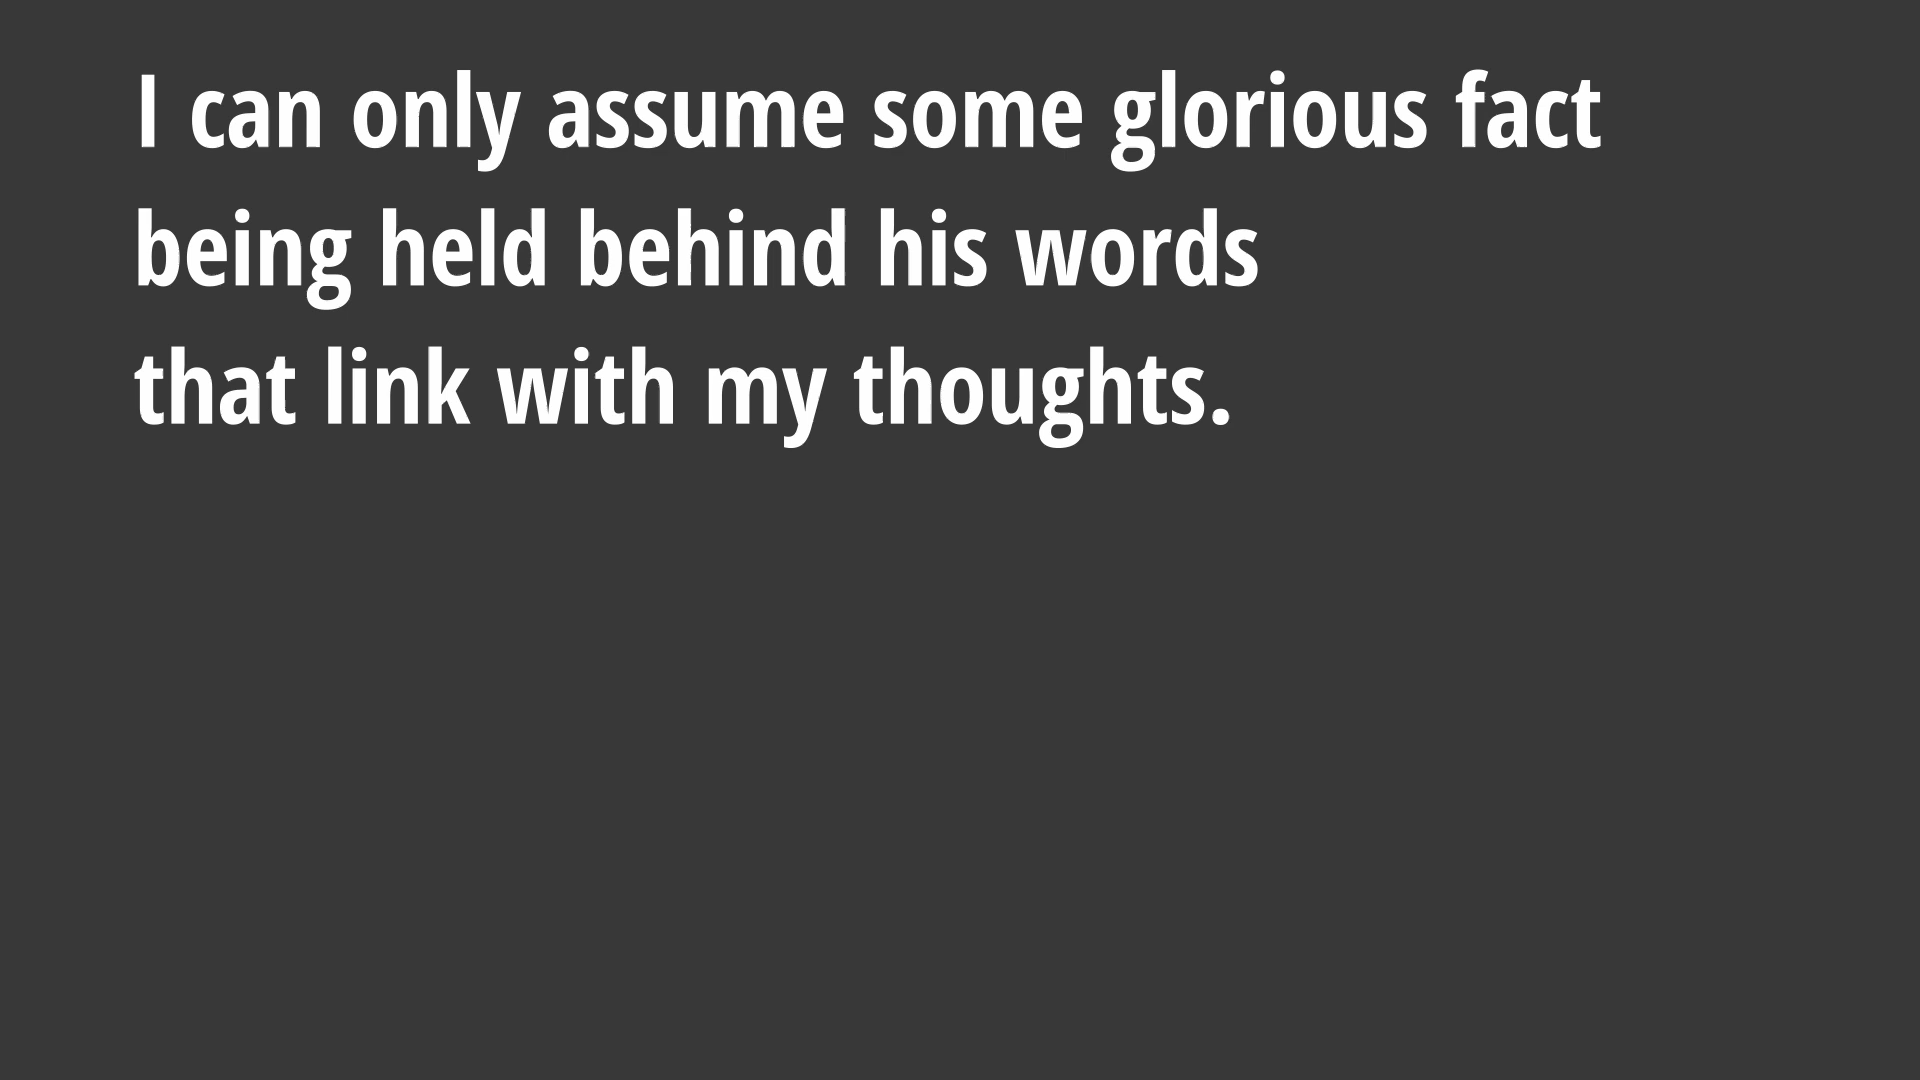 I can only assume some glorious fact
being held behind his words
that link with my thoughts.